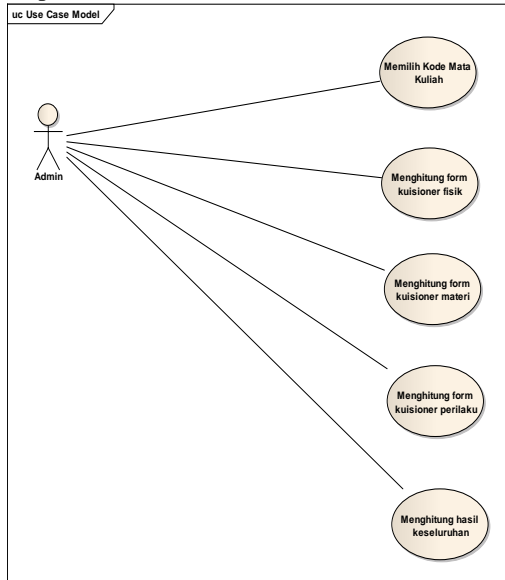 uc Use Case Model
Memilih Kode Mata
Kuliah
Admin
Menghitung form
kuisioner fisik
Menghitung form
kuisioner materi
Menghitung form
kuisioner perilaku
Menghitung hasil
keseluruhan